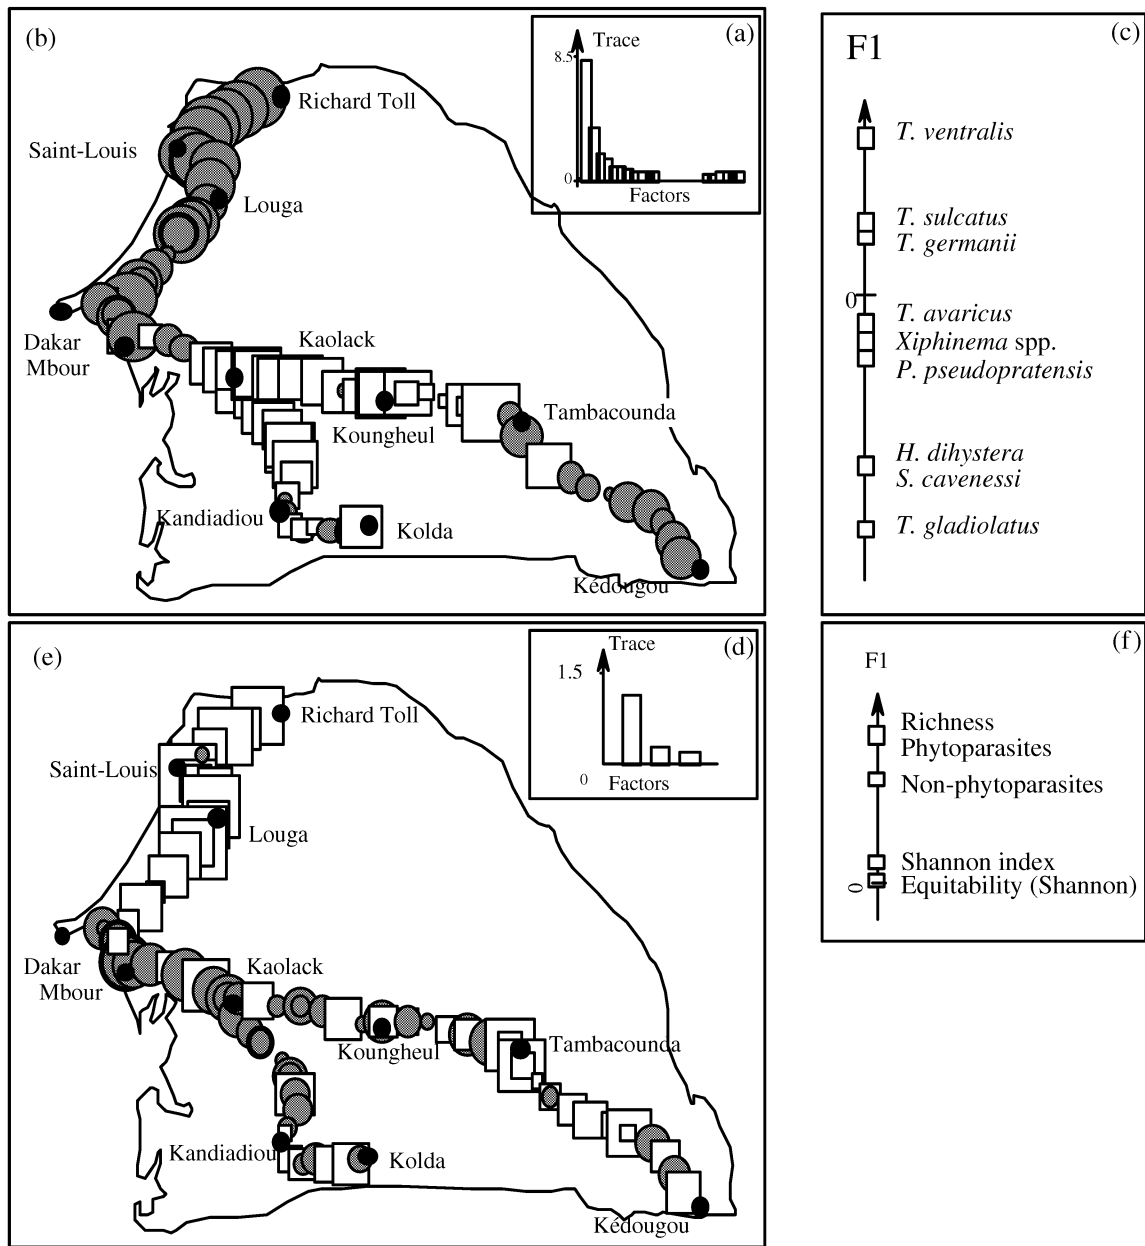 (b)
Richard Toll
Saint-Louis
Louga
Dakar
Mbour
Kaolack
Koungheul
Tambacounda
Kandiadiou
Kolda
Kédougou
(a)
Trace
8.5
0
Factors
(c)
F1
T. ventralis
T. sulcatus
T. germanii
0
T. avaricus
Xiphinema spp.
P. pseudopratensis
H. dihystera
S. cavenessi
T. gladiolatus
(e)
Richard Toll
Saint-Louis
Louga
Dakar
Mbour
Kaolack
Koungheul
Tambacounda
Kandiadiou
Kolda
Kédougou
(d)
Trace
1.5
0
Factors
(f)
F1
Richness
Phytoparasites
Non-phytoparasites
Shannon index
0
Equitability (Shannon)